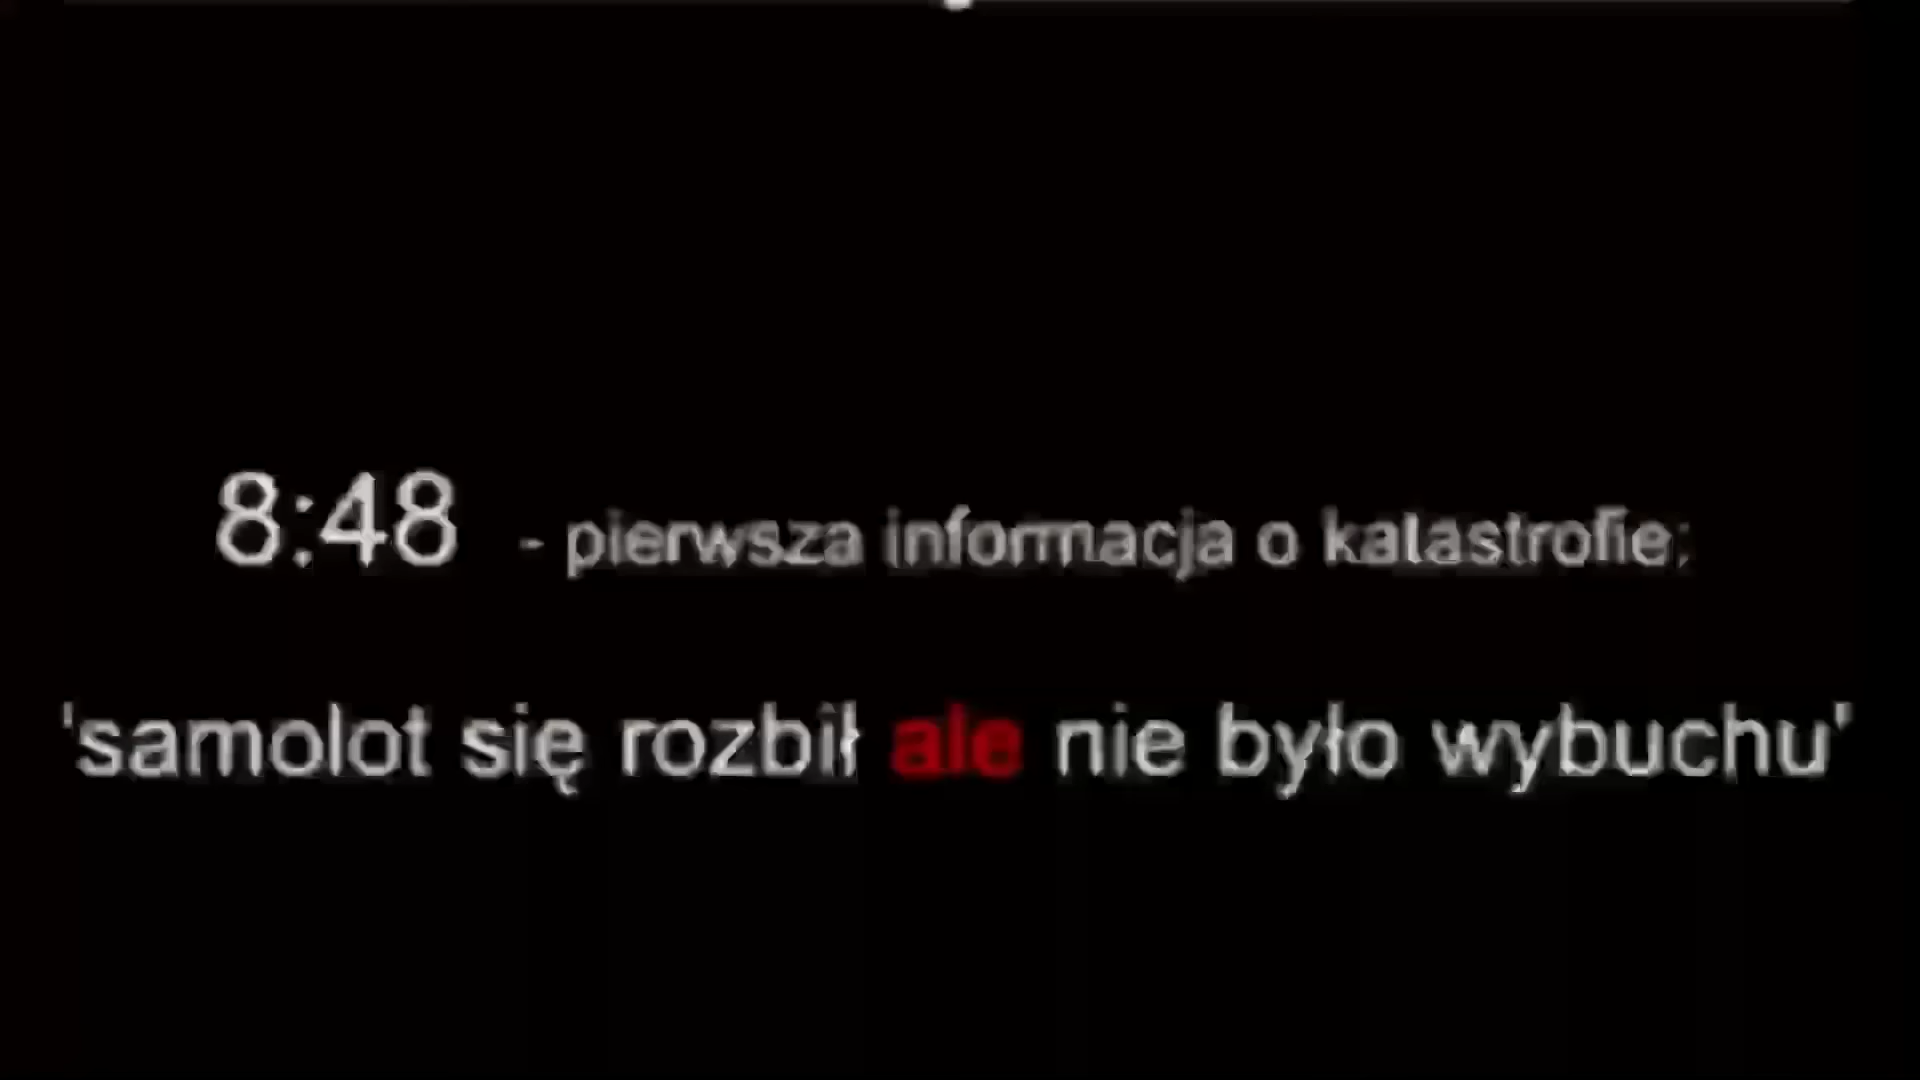 8:48 - pierwsza informacja o katastrofie;
'samolot się rozbił ale nie było wybuchu'